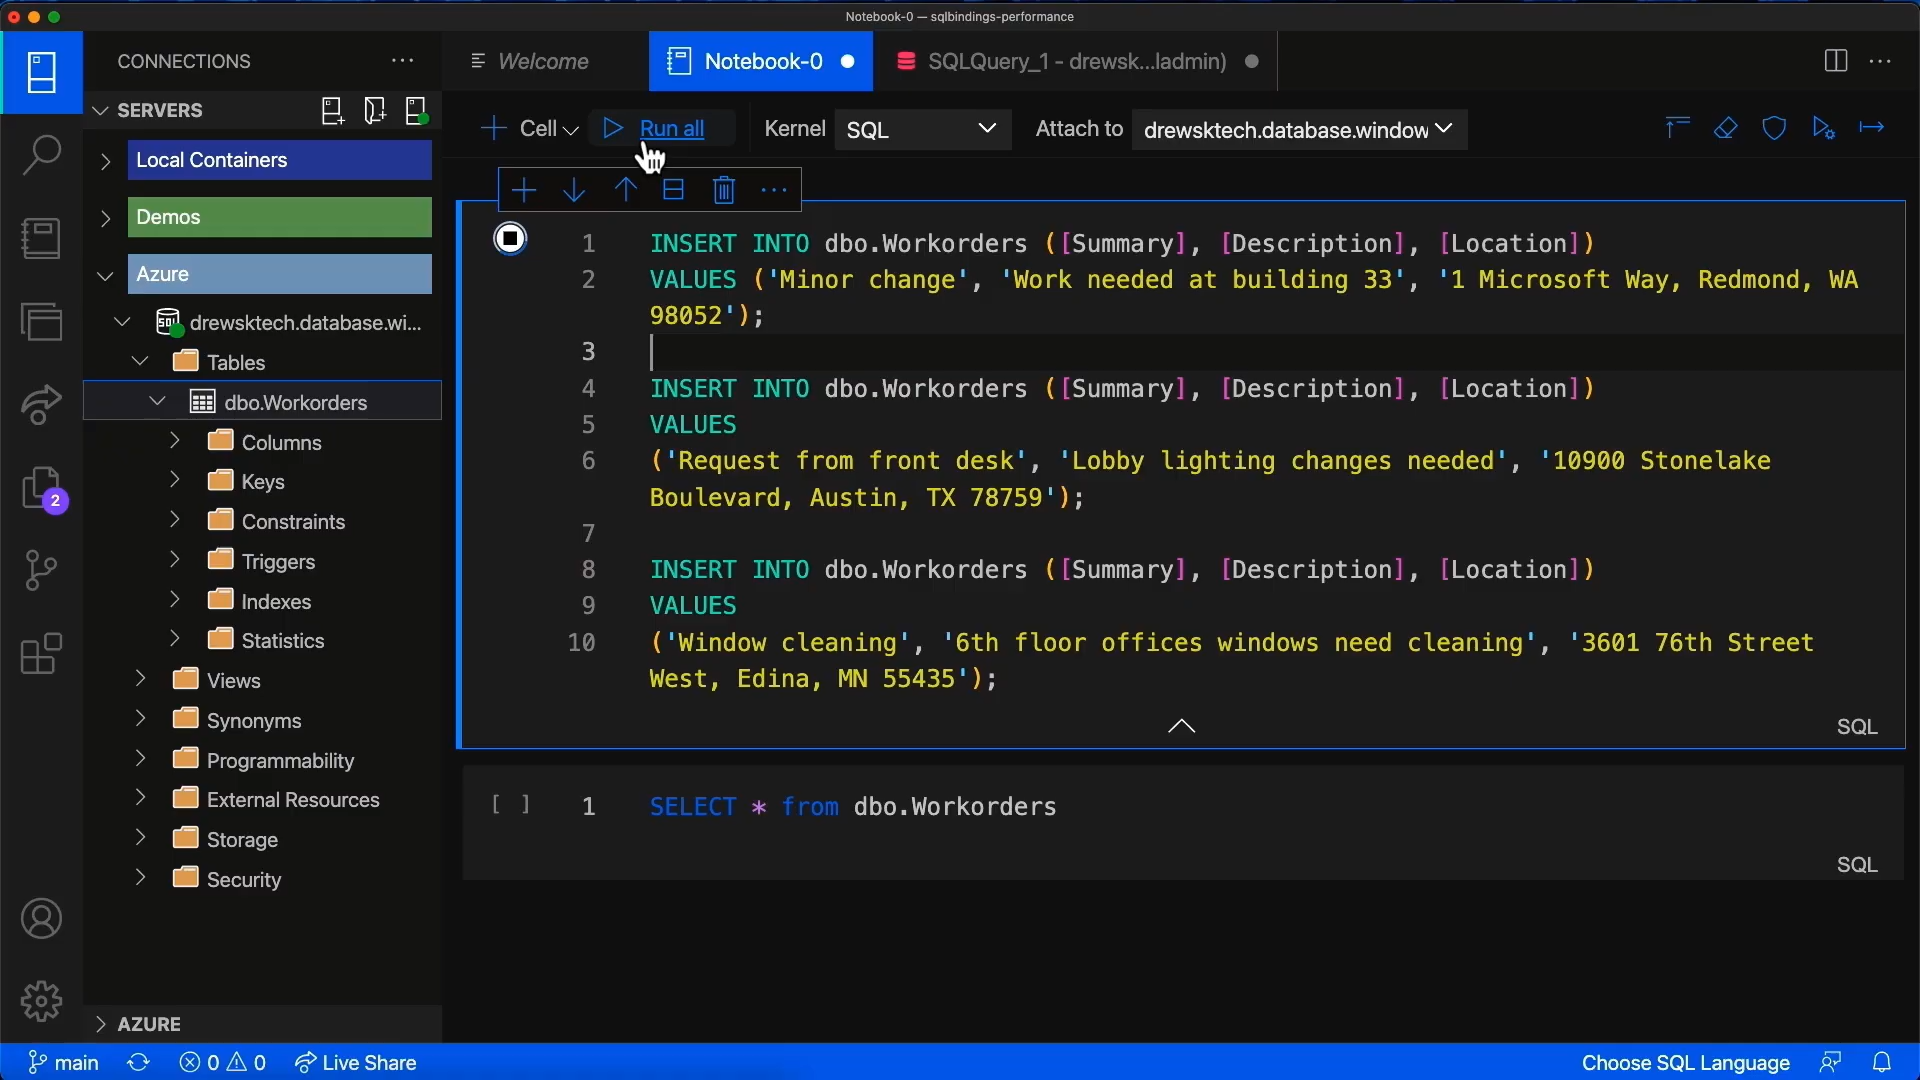 Notebook-0 — sqlbindings-performance
CONNECTIONS
Welcome
Notebook-0
SQLQuery_1 - drewsk...ladmin)
SERVERS
Cell
Run all
Kernel
SQL
Attach to
drewsktech.database.window
Local Containers
Demos
Azure
drewsktech.database.wi...
Tables
dbo.Workorders
Columns
Keys
Constraints
Triggers
Indexes
Statistics
Views
Synonyms
Programmability
External Resources
Storage
Security
AZURE
2
1 INSERT INTO dbo.Workorders ([Summary], [Description], [Location])
2 VALUES ('Minor change', 'Work needed at building 33', '1 Microsoft Way, Redmond, WA
98052');
3
4 INSERT INTO dbo.Workorders ([Summary], [Description], [Location])
5 VALUES
6 ('Request from front desk', 'Lobby lighting changes needed', '10900 Stonelake
Boulevard, Austin, TX 78759');
7
8 INSERT INTO dbo.Workorders ([Summary], [Description], [Location])
9 VALUES
10 ('Window cleaning', '6th floor offices windows need cleaning', '3601 76th Street
West, Edina, MN 55435');
SQL
[ ] 1 SELECT * from dbo.Workorders
SQL
main
0
0
Live Share
Choose SQL Language